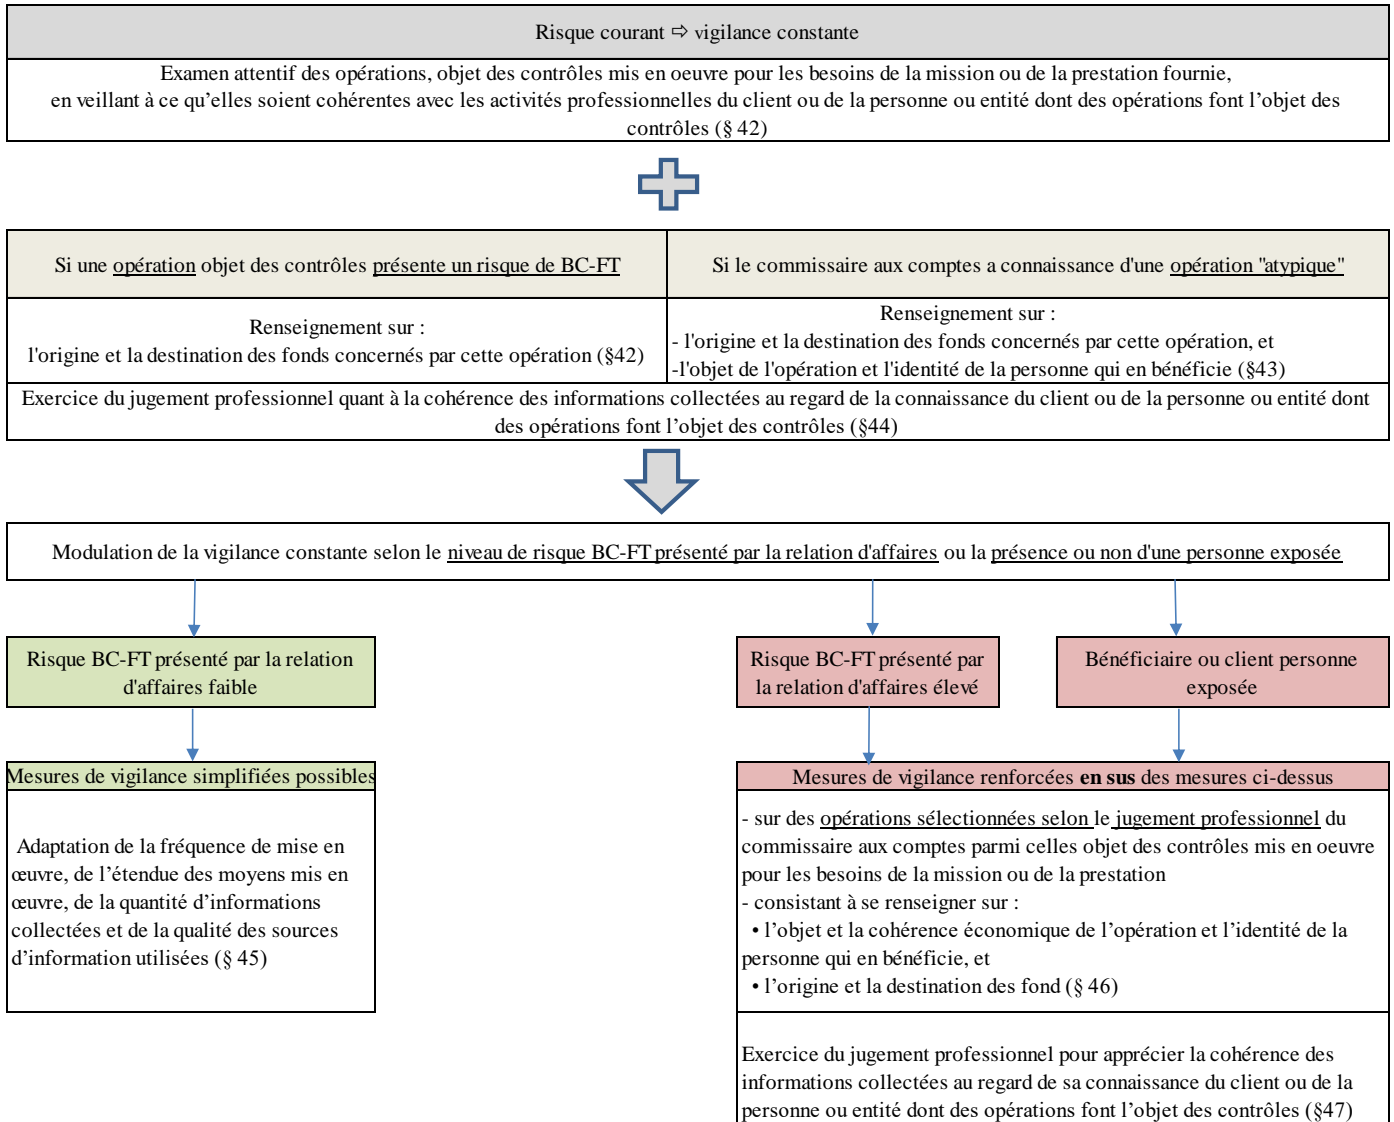 Risque courant ⇨ vigilance constante
Examen attentif des opérations, objet des contrôles mis en oeuvre pour les besoins de la mission ou de la prestation fournie,
en veillant à ce qu'elles soient cohérentes avec les activités professionnelles du client ou de la personne ou entité dont des opérations font l’objet des
contrôles (§ 42)
Si une opération objet des contrôles présente un risque de BC-FT
Si le commissaire aux comptes a connaissance d'une opération "atypique"
Renseignement sur :
l'origine et la destination des fonds concernés par cette opération (§42)
Renseignement sur :
- l'origine et la destination des fonds concernés par cette opération, et
-l'objet de l'opération et l'identité de la personne qui en bénéficie (§43)
Exercice du jugement professionnel quant à la cohérence des informations collectées au regard de la connaissance du client ou de la personne ou entité dont
des opérations font l’objet des contrôles (§44)
Modulation de la vigilance constante selon le niveau de risque BC-FT présenté par la relation d'affaires ou la présence ou non d'une personne exposée
Risque BC-FT présenté par la relation
d'affaires faible
Risque BC-FT présenté par
la relation d'affaires élevé
Bénéficiaire ou client personne
exposée
Mesures de vigilance simplifiées possibles
Adaptation de la fréquence de mise en
œuvre, de l’étendue des moyens mis en
œuvre, de la quantité d’informations
collectées et de la qualité des sources
d’information utilisées (§ 45)
Mesures de vigilance renforcées en sus des mesures ci-dessus
- sur des opérations sélectionnées selon le jugement professionnel du
commissaire aux comptes parmi celles objet des contrôles mis en oeuvre
pour les besoins de la mission ou de la prestation
- consistant à se renseigner sur :
• l’objet et la cohérence économique de l’opération et l’identité de la
personne qui en bénéficie, et
• l’origine et la destination des fond (§ 46)
Exercice du jugement professionnel pour apprécier la cohérence des
informations collectées au regard de sa connaissance du client ou de la
personne ou entité dont des opérations font l’objet des contrôles (§47)